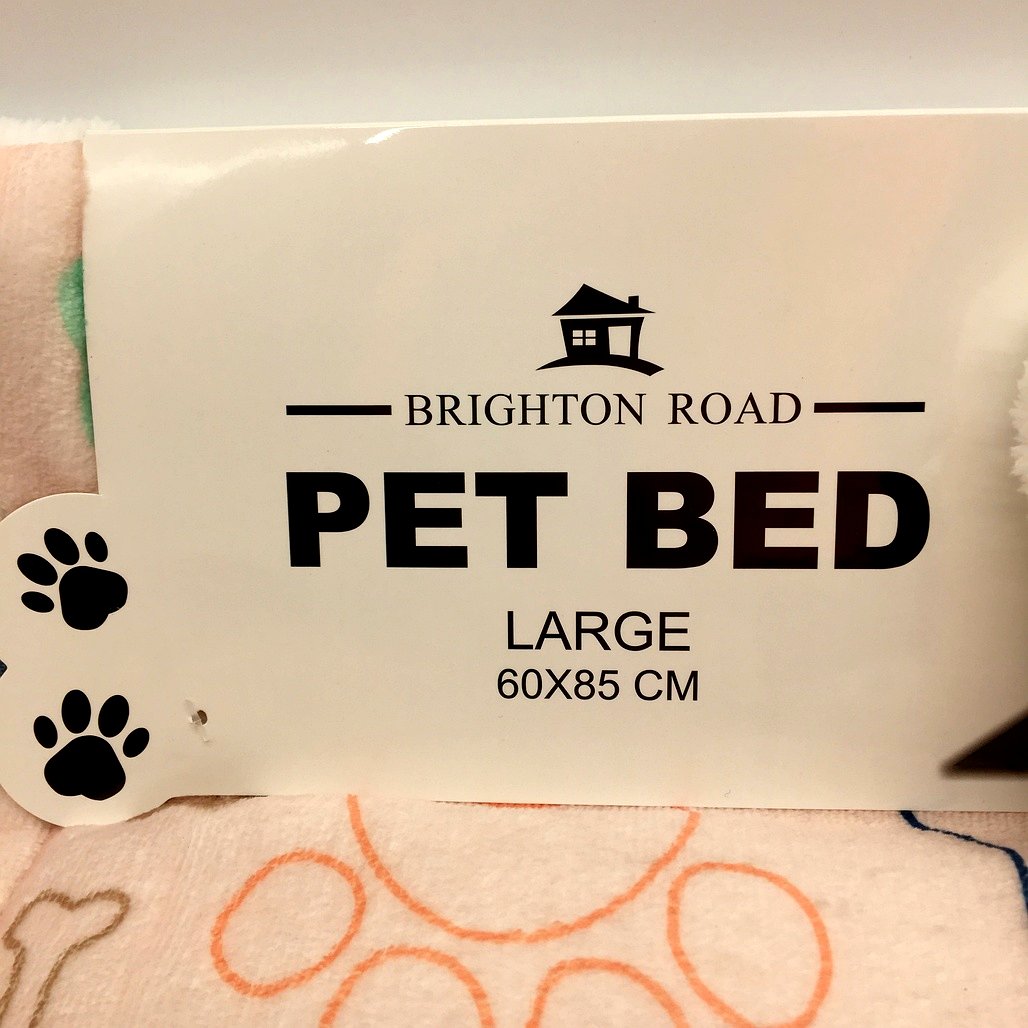 BRIGHTON ROAD
PET BED
LARGE
60X85 CM